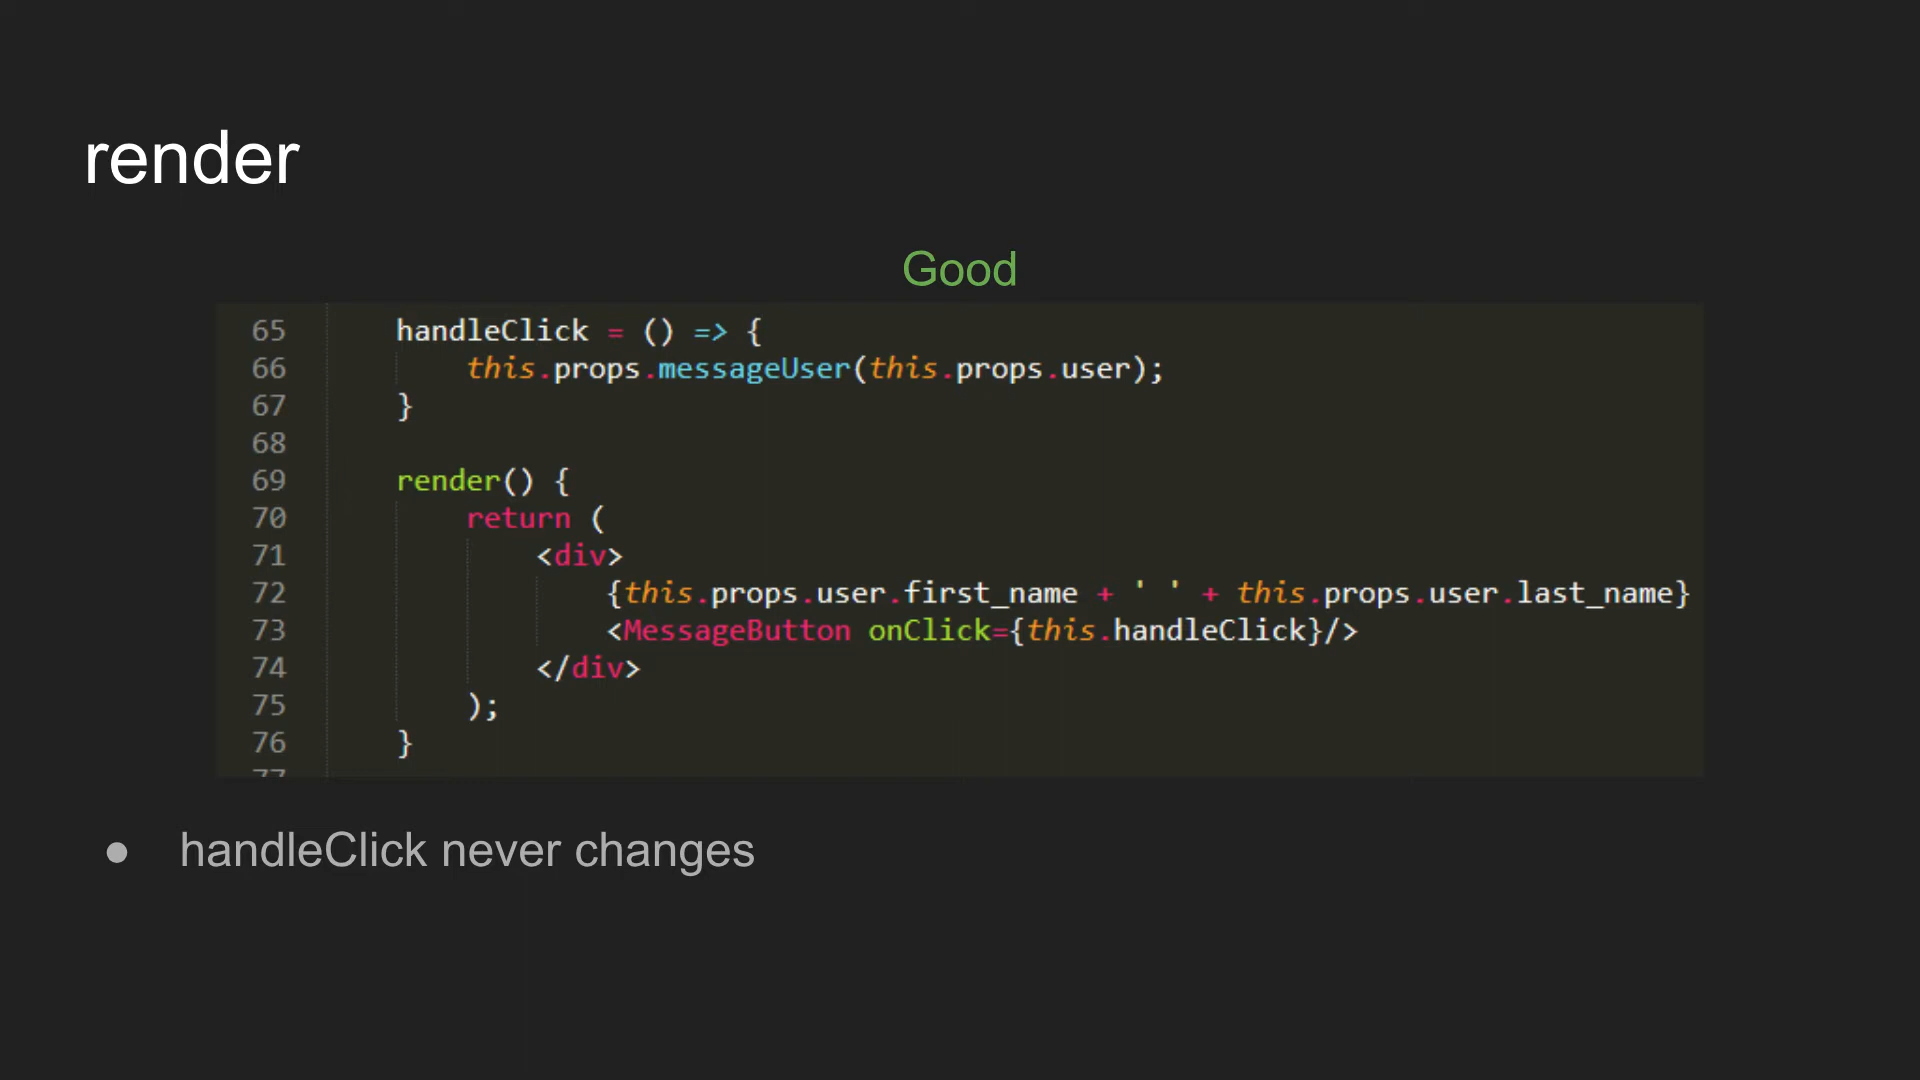 render
Good
65 handleClick = () => {
66 this.props.messageUser(this.props.user);
67 }
68
69 render() {
70 return (
71 <div>
72 {this.props.user.first_name + ' ' + this.props.user.last_name}
73 <MessageButton onClick={this.handleClick}/>
74 </div>
75 );
76 }
77
● handleClick never changes